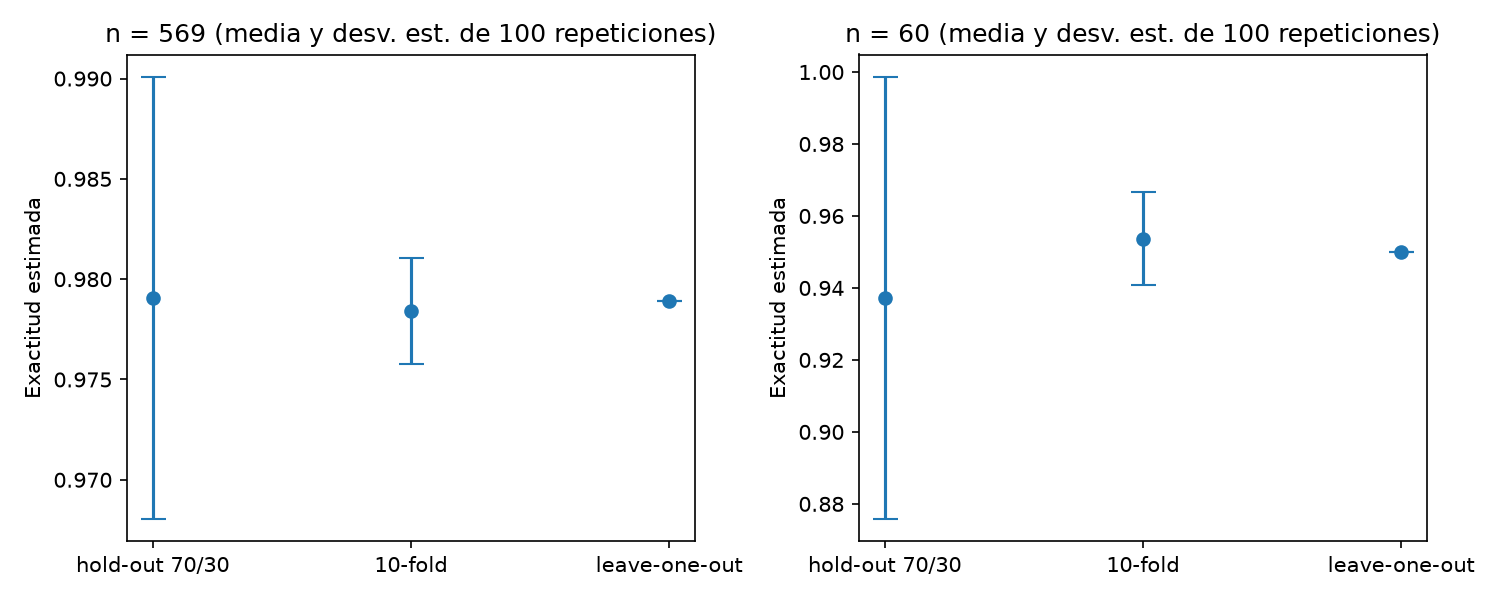 n = 569 (media y desv. est. de 100 repeticiones)
Exactitud estimada
0.990
0.985
0.980
0.975
0.970
hold-out 70/30
10-fold
leave-one-out
n = 60 (media y desv. est. de 100 repeticiones)
Exactitud estimada
1.00
0.98
0.96
0.94
0.92
0.90
0.88
hold-out 70/30
10-fold
leave-one-out